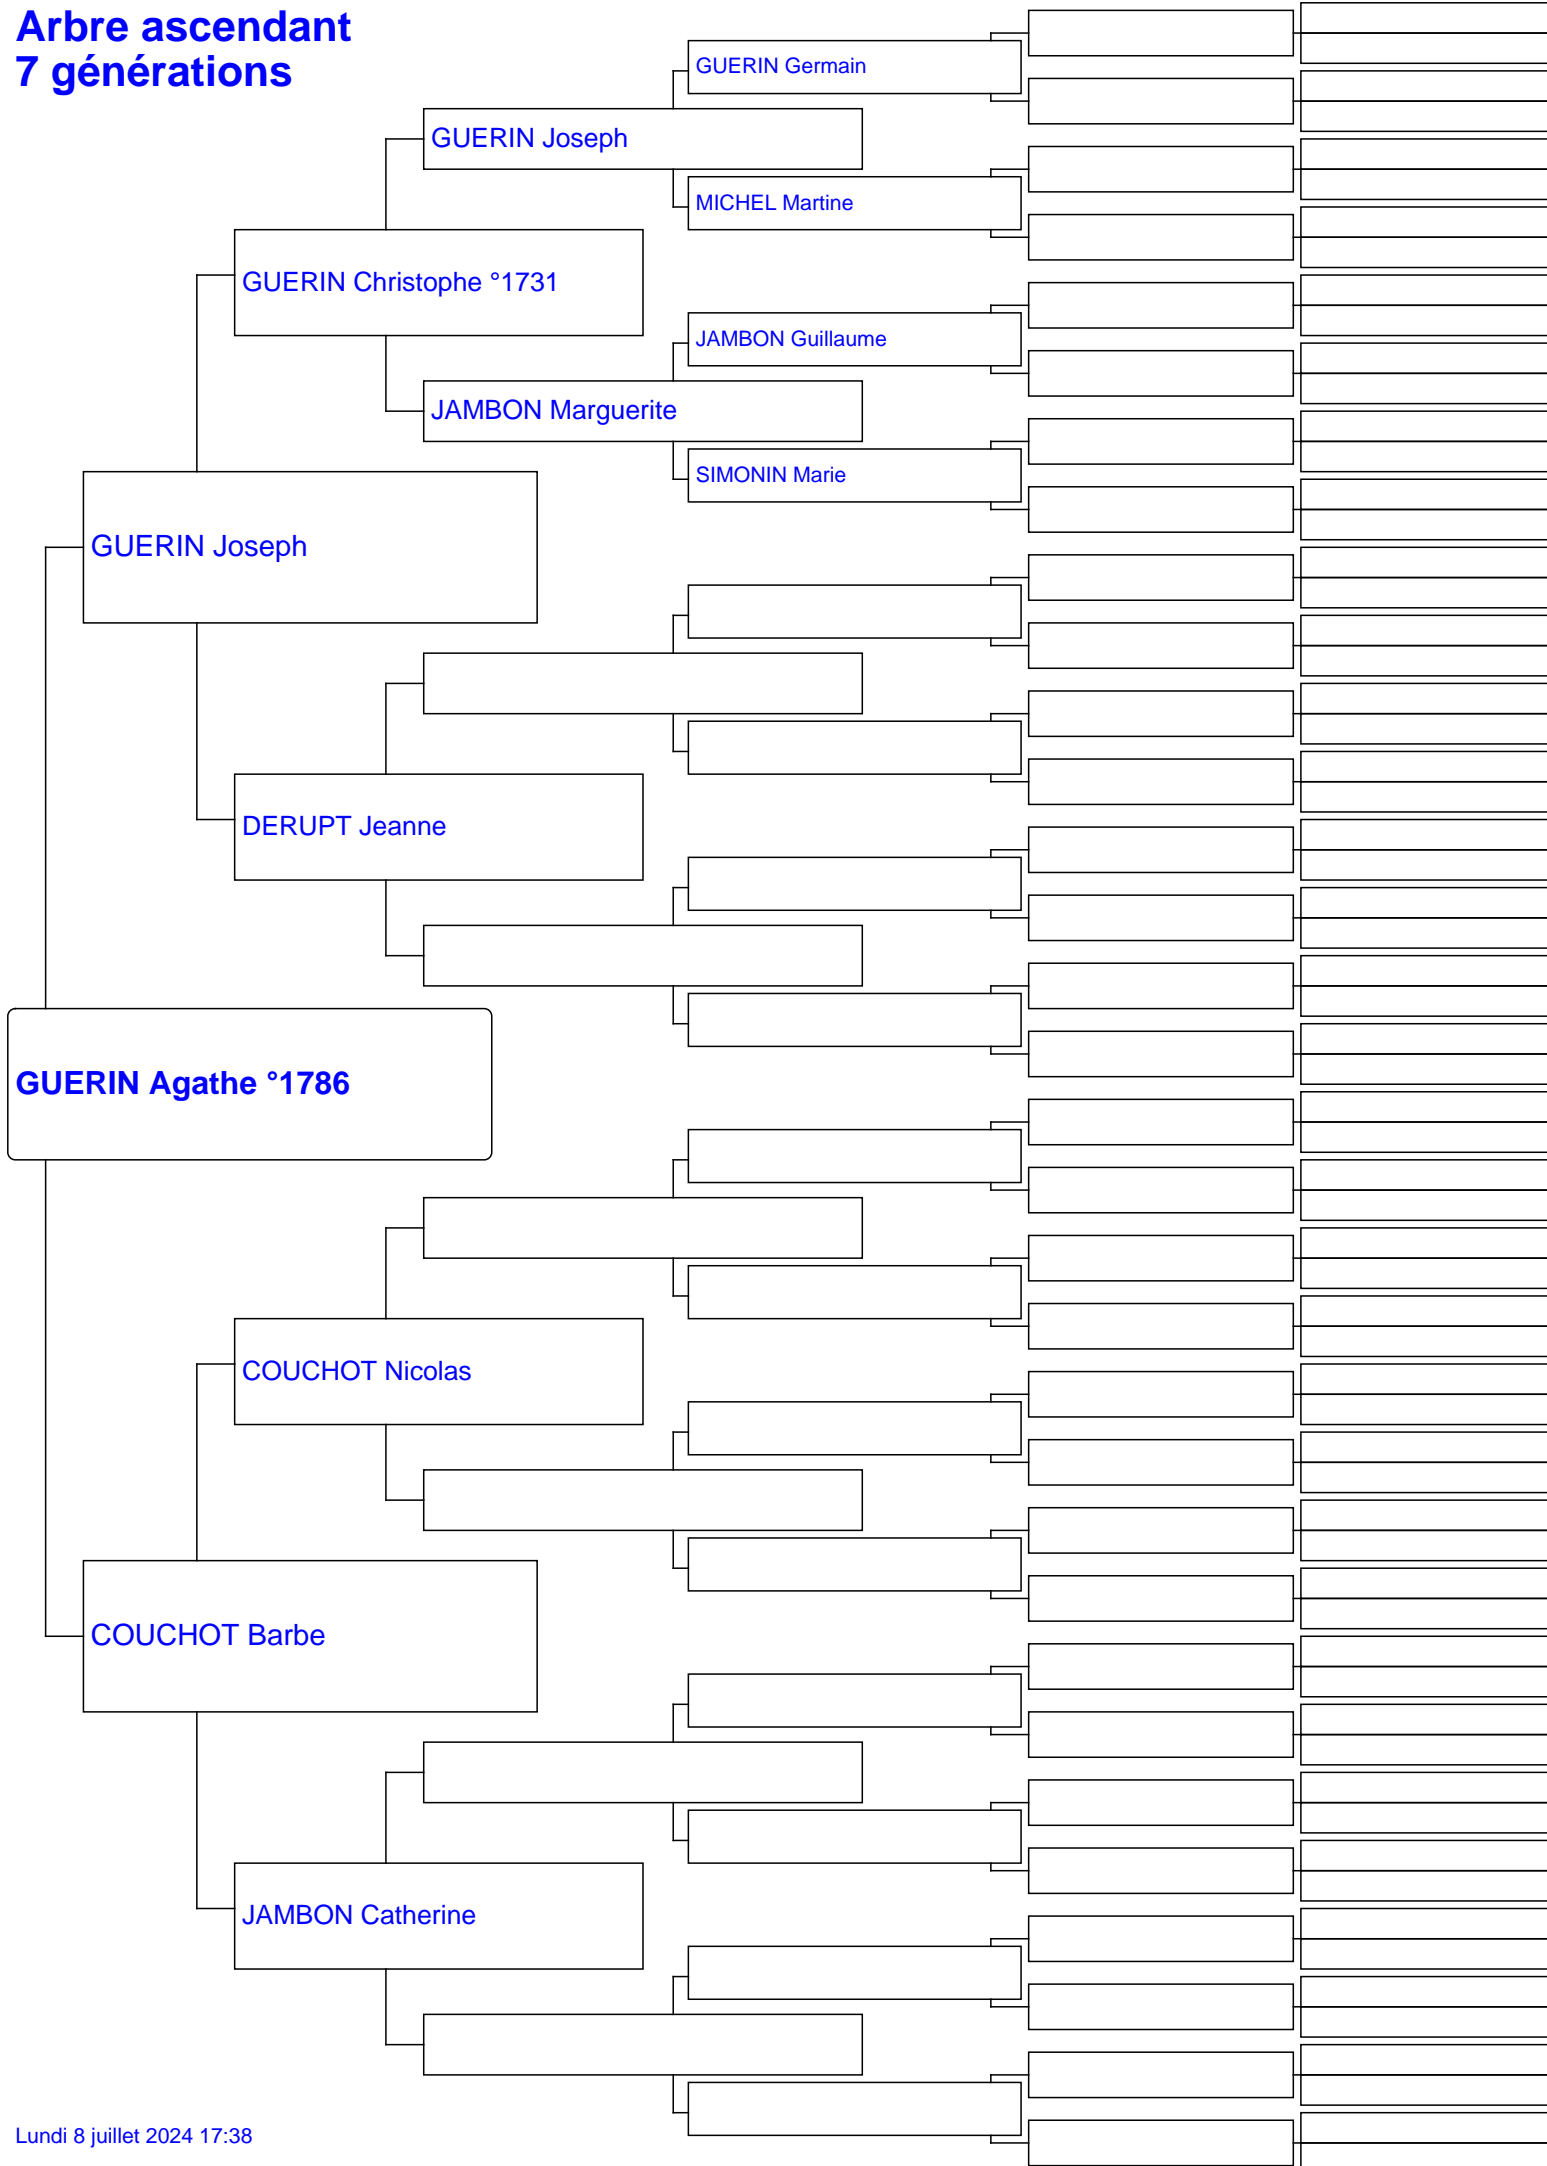 Arbre ascendant
7 générations
GUERIN Germain
GUERIN Joseph
MICHEL Martine
GUERIN Christophe °1731
JAMBON Guillaume
JAMBON Marguerite
SIMONIN Marie
GUERIN Joseph
DERUPT Jeanne
GUERIN Agathe °1786
COUCHOT Nicolas
COUCHOT Barbe
JAMBON Catherine
Lundi 8 juillet 2024 17:38